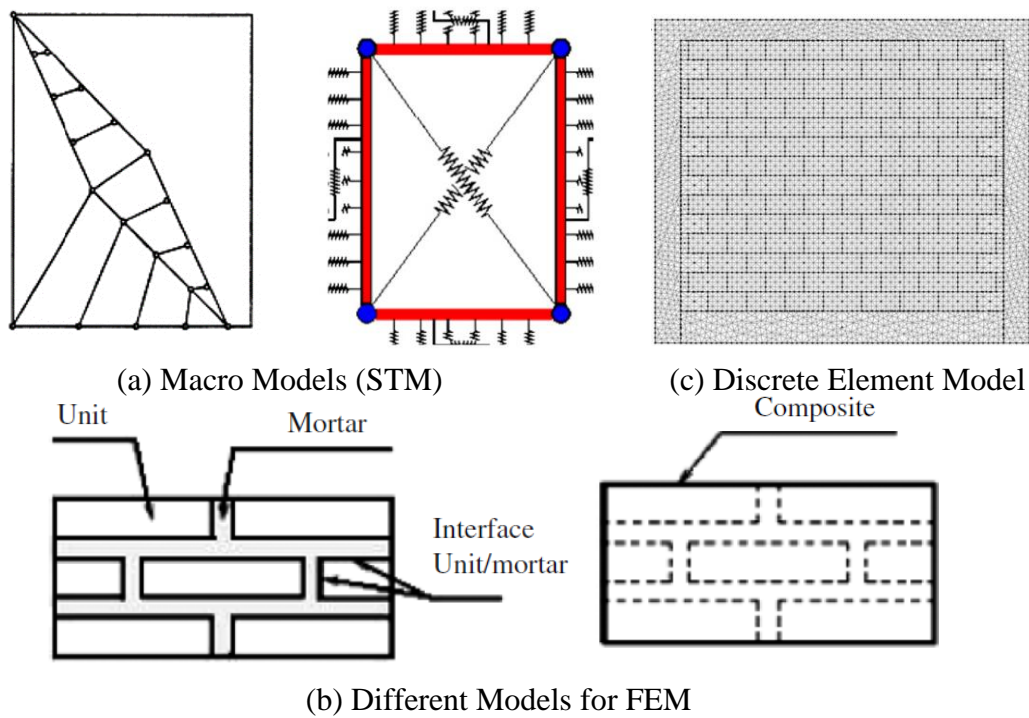 (a) Macro Models (STM)
(c) Discrete Element Model
Unit
Mortar
Interface
Unit/mortar
Composite
(b) Different Models for FEM